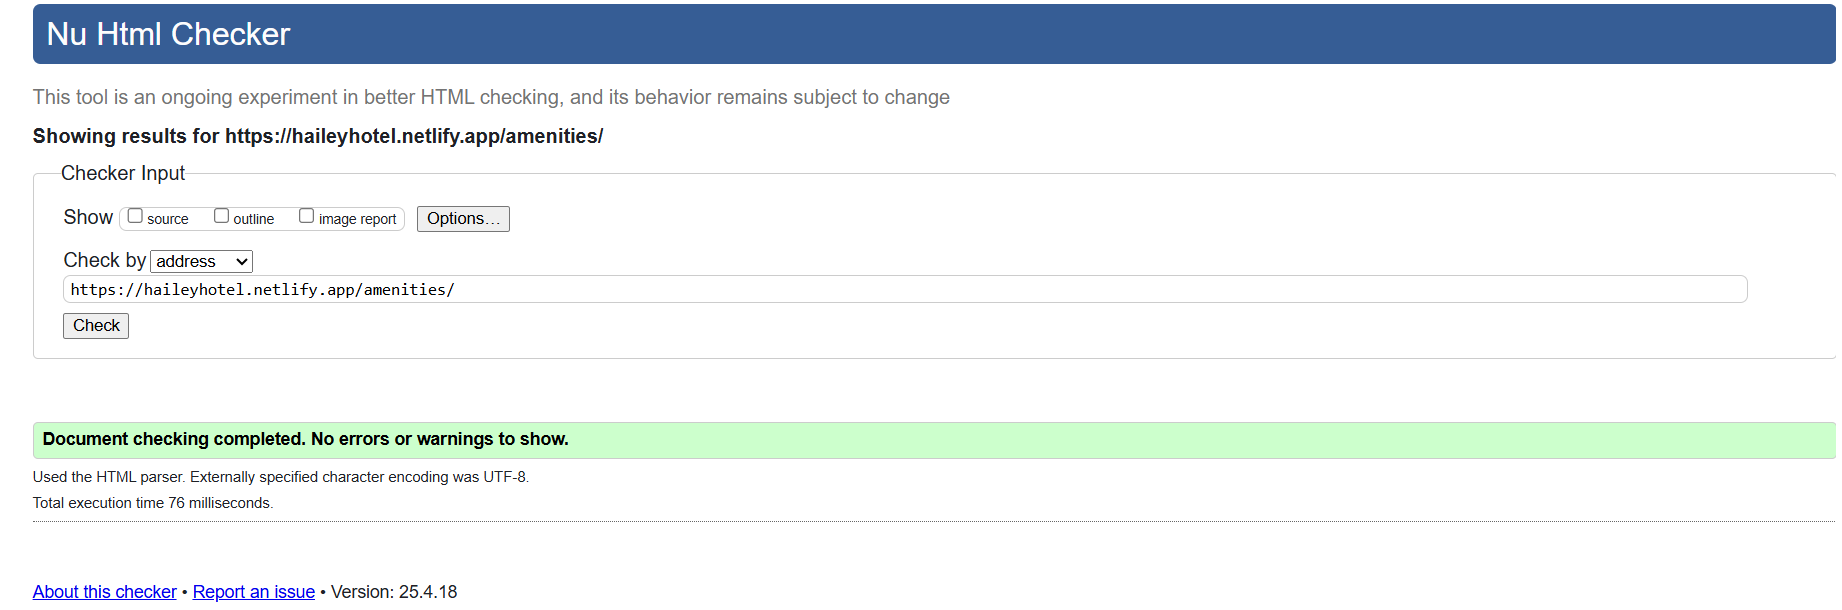 Nu Html Checker
This tool is an ongoing experiment in better HTML checking, and its behavior remains subject to change
Showing results for https://haileyhotel.netlify.app/amenities/
Checker Input
Show source outline image report Options...
Check by address
https://haileyhotel.netlify.app/amenities/
Check
Document checking completed. No errors or warnings to show.
Used the HTML parser. Externally specified character encoding was UTF-8.
Total execution time 76 milliseconds.
About this checker • Report an issue • Version: 25.4.18